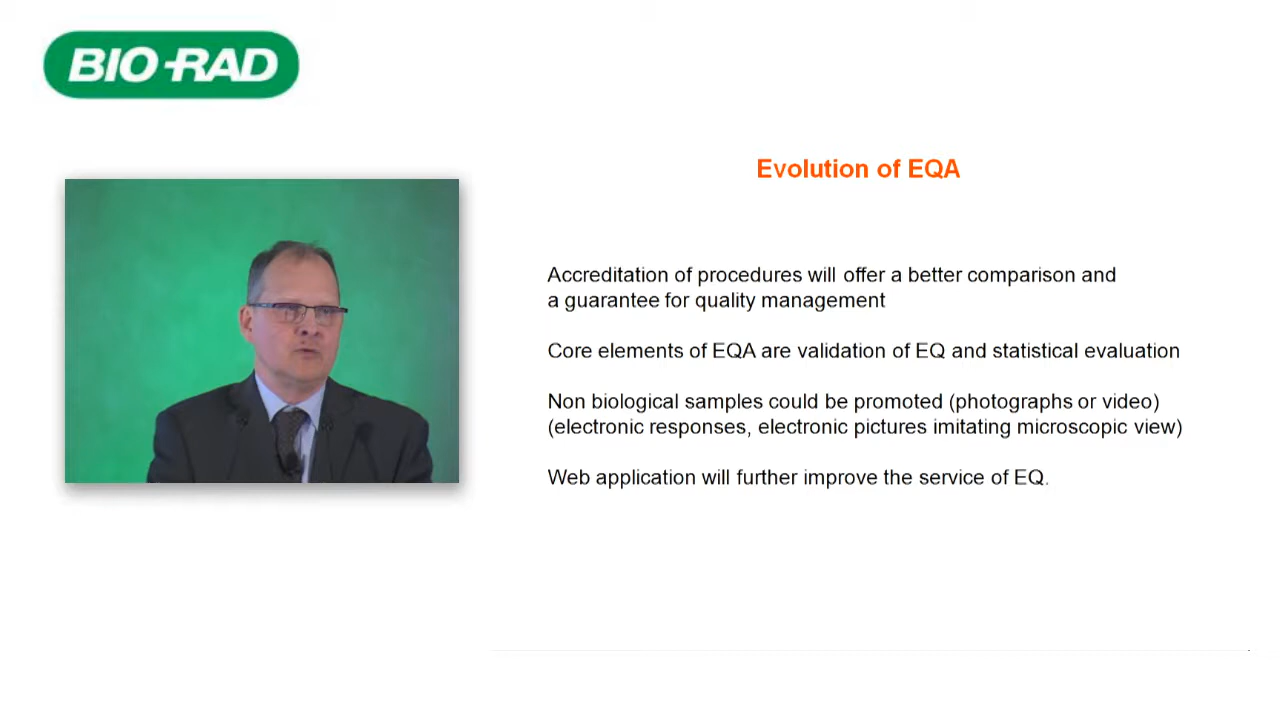 BIO-RAD
Evolution of EQA
Accreditation of procedures will offer a better comparison and
a guarantee for quality management
Core elements of EQA are validation of EQ and statistical evaluation
Non biological samples could be promoted (photographs or video)
(electronic responses, electronic pictures imitating microscopic view)
Web application will further improve the service of EQ.